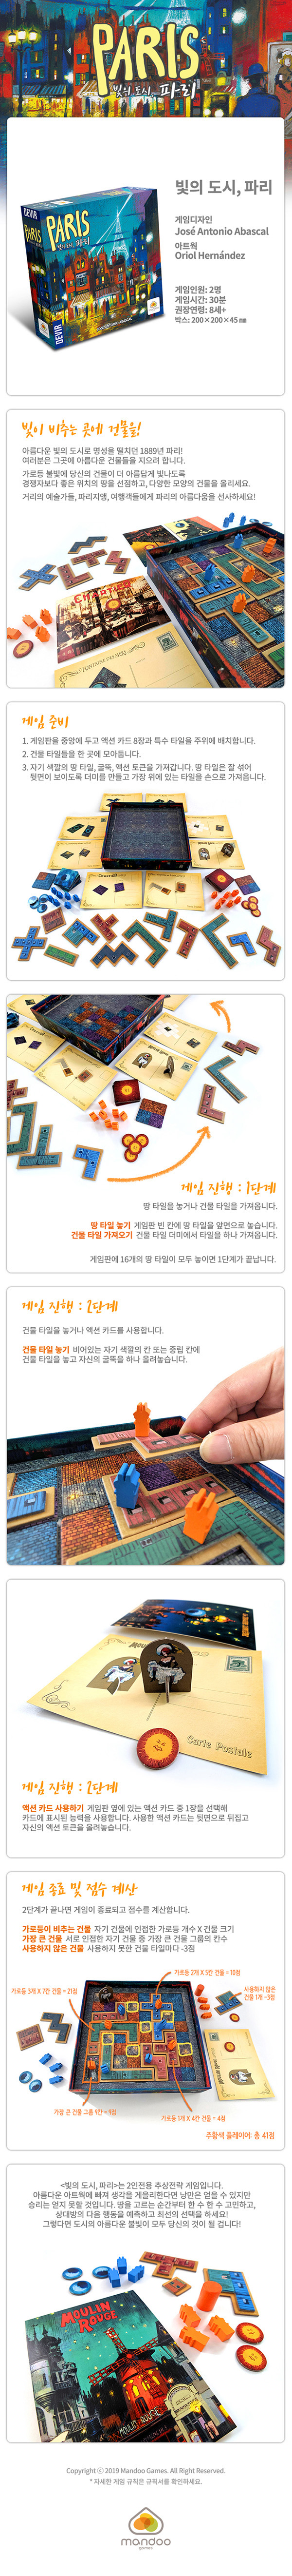 PARIS
빛의 도시, 파리
DEVIR
PARIS
PARIS
빛의 도시, 파리
DEVIR
빛의 도시, 파리
게임디자인
José Antonio Abascal
아트웍
Oriol Hernández
게임인원: 2명
게임시간: 30분
권장연령: 8세+
박스: 200×200×45㎜
빛이 비추는 곳에 건물을!
아름다운 빛의 도시로 명성을 떨치던 1889년 파리!
여러분은 그곳에 아름다운 건물들을 지으려 합니다.
가로등 불빛에 당신의 건물이 더 아름답게 빛나도록
경쟁자보다 좋은 위치의 땅을 선점하고, 다양한 모양의 건물을 올리세요.
거리의 예술가들, 파리지앵, 여행객들에게 파리의 아름다움을 선사하세요!
게임 준비
1. 게임판을 중앙에 두고 액션 카드 8장과 특수 타일을 주위에 배치합니다.
2. 건물 타일들을 한 곳에 모아둡니다.
3. 자기 색깔의 땅 타일, 굴뚝, 액션 토큰을 가져갑니다. 땅 타일은 잘 섞어
뒷면이 보이도록 더미를 만들고 가장 위에 있는 타일을 손으로 가져옵니다.
게임 진행 : 1단계
땅 타일을 놓거나 건물 타일을 가져옵니다.
땅 타일 놓기 게임판 빈 칸에 땅 타일을 앞면으로 놓습니다.
건물 타일 가져오기 건물 타일 더미에서 타일을 하나 가져옵니다.
게임판에 16개의 땅 타일이 모두 놓이면 1단계가 끝납니다.
게임 진행 : 2단계
건물 타일을 놓거나 액션 카드를 사용합니다.
건물 타일 놓기 비어있는 자기 색깔의 칸 또는 중립 칸에
건물 타일을 놓고 자신의 굴뚝을 하나 올려놓습니다.
Carte Postale
게임 진행 : 2단계
액션 카드 사용하기 게임판 옆에 있는 액션 카드 중 1장을 선택해
카드에 표시된 능력을 사용합니다. 사용한 액션 카드는 뒷면으로 뒤집고
자신의 액션 토큰을 올려놓습니다.
게임 종료 및 점수 계산
2단계가 끝나면 게임이 종료되고 점수를 계산합니다.
가로등이 비추는 건물 자기 건물에 인접한 가로등 개수 X 건물 크기
가장 큰 건물 서로 인접한 자기 건물 중 가장 큰 건물 그룹의 칸수
사용하지 않은 건물 사용하지 못한 건물 타일마다 -3점
가로등 2개 X 5칸 건물 = 10점
가로등 3개 X 7칸 건물 = 21점
사용하지 않은
건물 1개 -3점
가장 큰 건물 그룹 9칸 = 9점
가로등 1개 X 4칸 건물 = 4점
주황색 플레이어: 총 41점
<빛의 도시, 파리>는 2인전용 추상전략 게임입니다.
아름다운 아트웍에 빠져 생각을 게을리한다면 낭만은 얻을 수 있지만
승리는 얻지 못할 것입니다. 땅을 고르는 순간부터 한 수 한 수 고민하고,
상대방의 다음 행동을 예측하고 최선의 선택을 하세요!
그렇다면 도시의 아름다운 불빛이 모두 당신의 것이 될 겁니다!
MOULIN
ROUGE
Copyright ⓒ 2019 Mandoo Games. All Right Reserved.
* 자세한 게임 규칙은 규칙서를 확인하세요.
mandoo
games